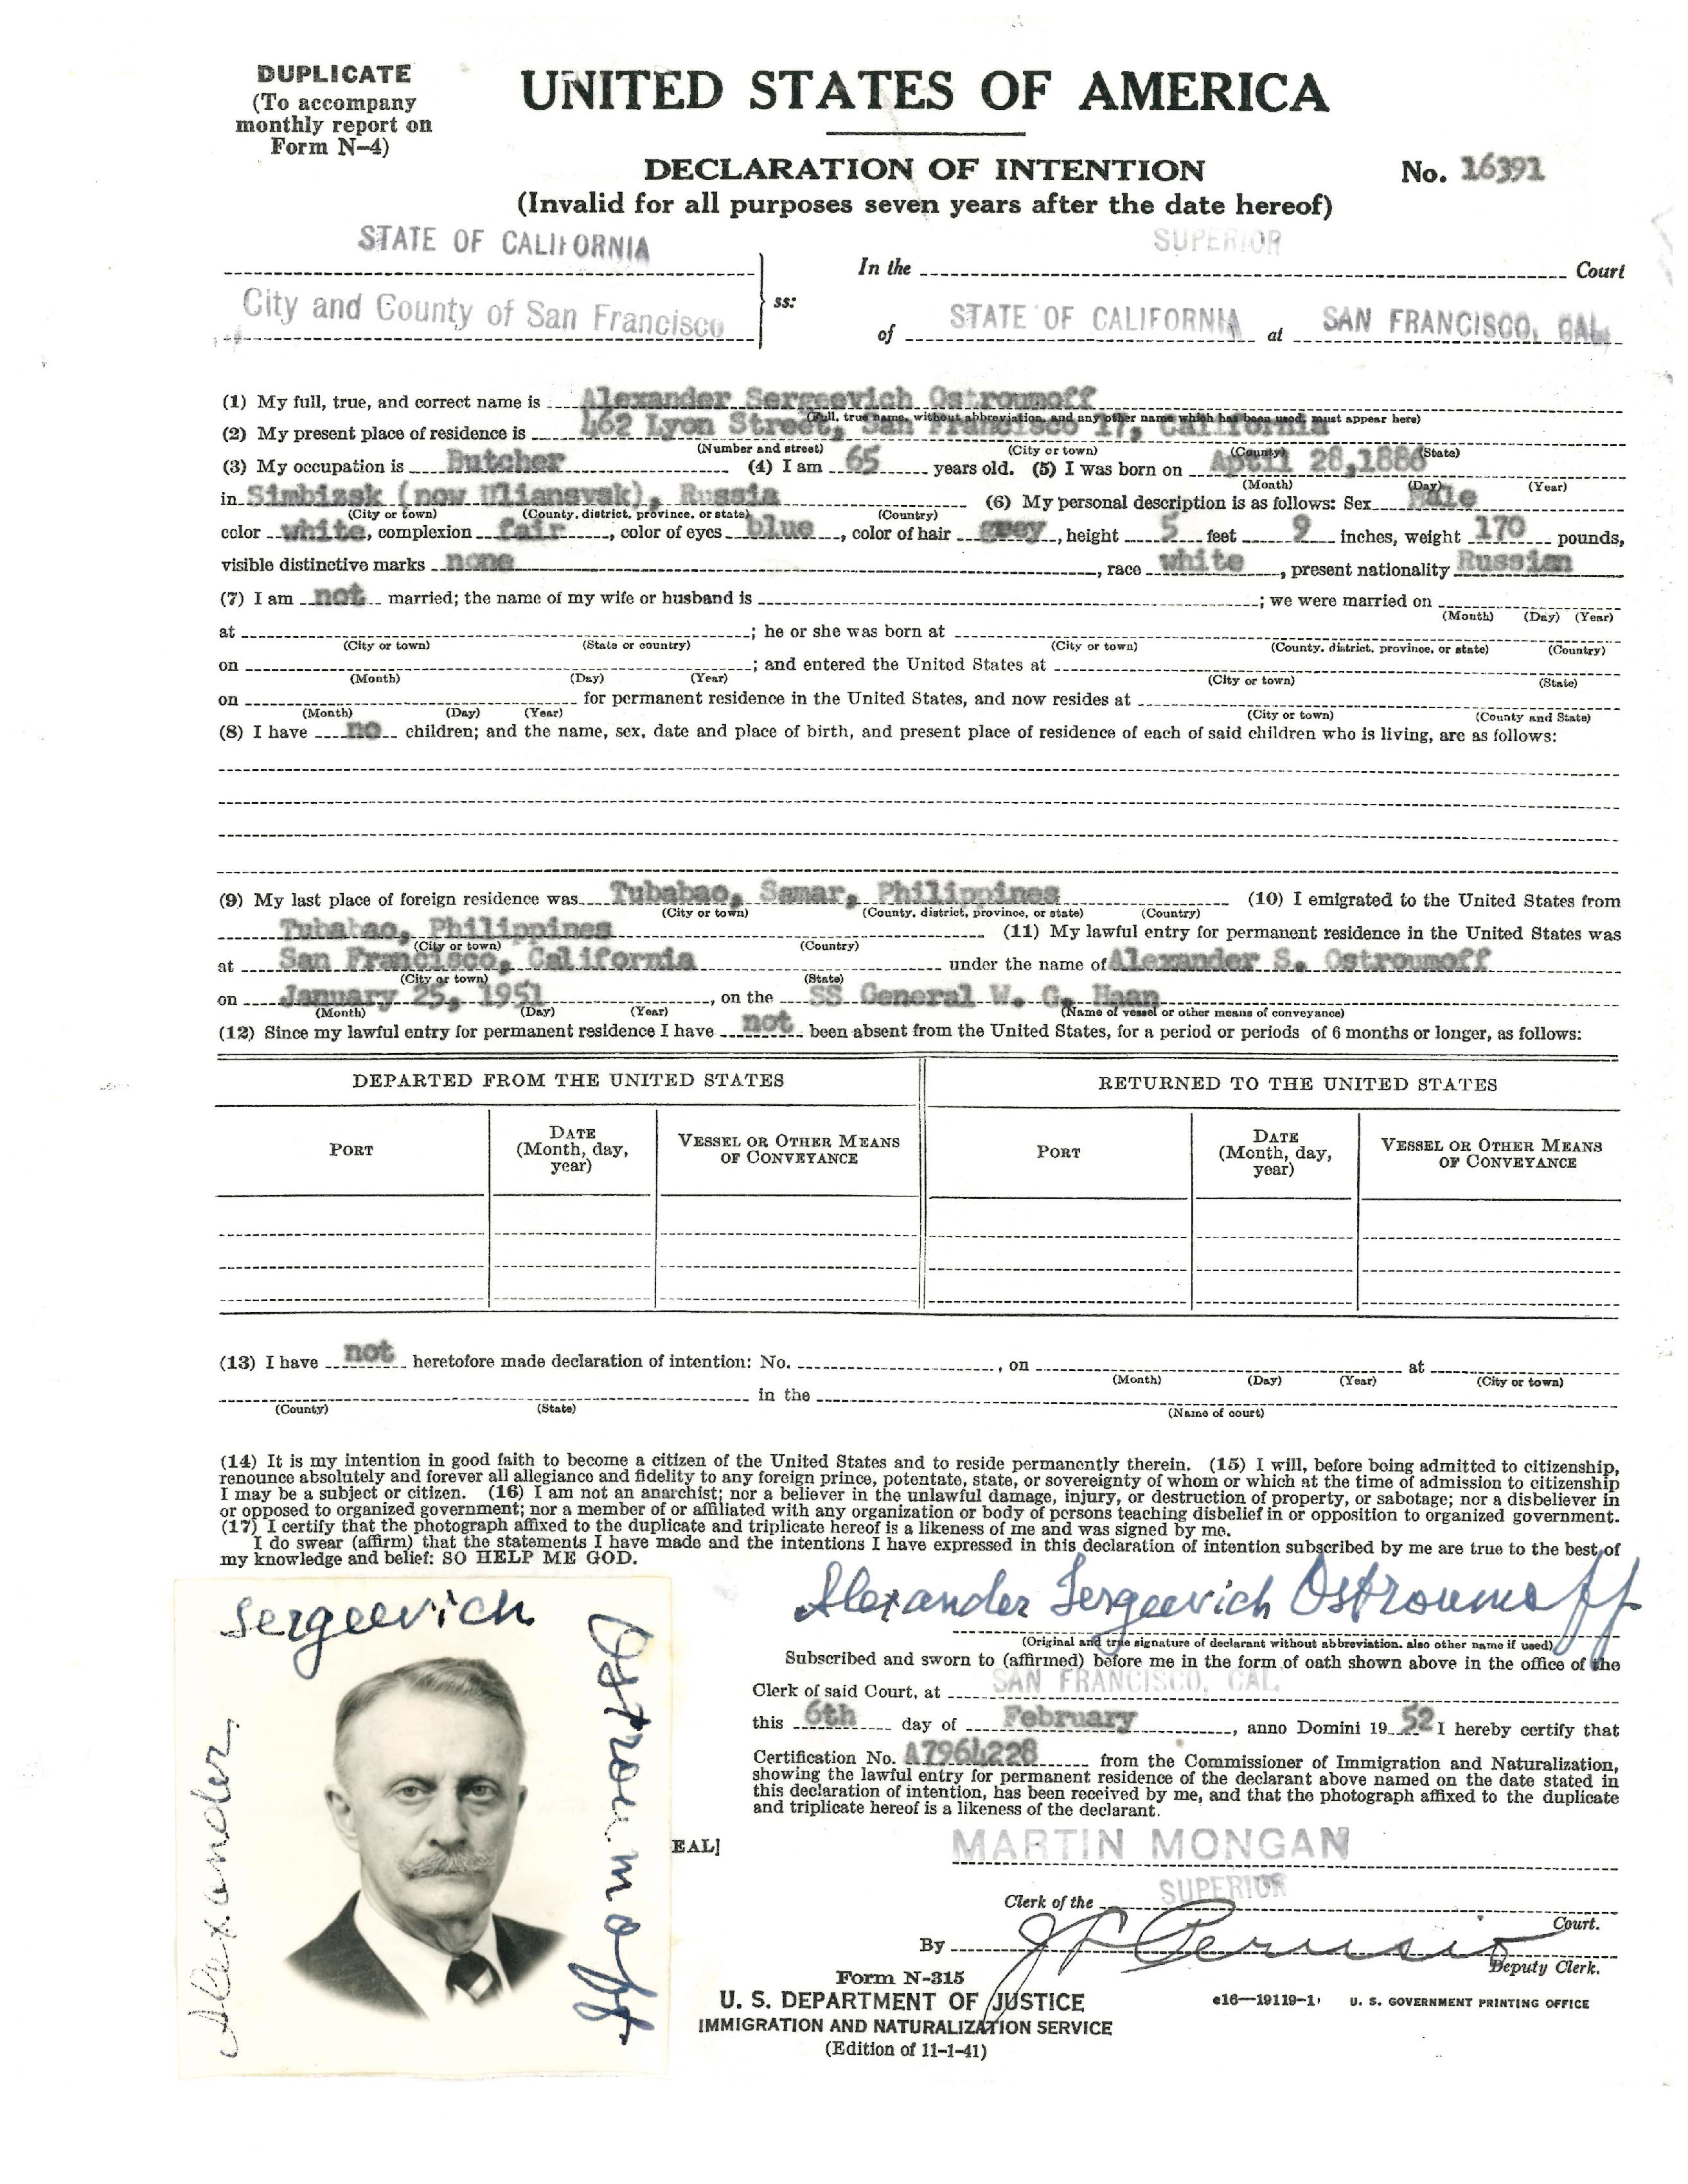 DUPLICATE
(To accompany
monthly report on
Form N-4)
UNITED STATES OF AMERICA
DECLARATION OF INTENTION
No. 16391
(Invalid for all purposes seven years after the date hereof)
STATE OF CALIFORNIA
SUPERIOR
In the Court
City and County of San Francisco
ss:
of STATE OF CALIFORNIA at SAN FRANCISCO, CAL.
(1) My full, true, and correct name is Alexander Sergeevich Ostroumoff
(Full, true name, without abbreviation, and any other name which has been used, must appear here)
(2) My present place of residence is 462 Lyon Street, San Francisco 17, California
(Number and street) (City or town) (County) (State)
(3) My occupation is Butcher (4) I am 65 years old. (5) I was born on April 28,1886
(Month) (Day) (Year)
in Simbizsk (now Uliansvak), Russia (6) My personal description is as follows: Sex Male
(City or town) (County, district, province, or state) (Country)
color white, complexion fair, color of eyes blue, color of hair grey, height 5 feet 9 inches, weight 170 pounds,
visible distinctive marks none, race white, present nationality Russian
(7) I am not married; the name of my wife or husband is ; we were married on
(Month) (Day) (Year)
at ; he or she was born at
(City or town) (State or country) (City or town) (County, district, province, or state) (Country)
on ; and entered the United States at
(Month) (Day) (Year) (City or town) (State)
on for permanent residence in the United States, and now resides at
(Month) (Day) (Year) (City or town) (County and State)
(8) I have no children; and the name, sex, date and place of birth, and present place of residence of each of said children who is living, are as follows:
(9) My last place of foreign residence was Tubabao, Samar, Philippines (10) I emigrated to the United States from
(City or town) (County, district, province, or state) (Country)
Tubabao, Philippines (11) My lawful entry for permanent residence in the United States was
(City or town) (Country)
at San Francisco, California under the name of Alexander S. Ostroumoff
(City or town) (State)
on January 25, 1951, on the SS General W. G. Haan
(Month) (Day) (Year) (Name of vessel or other means of conveyance)
(12) Since my lawful entry for permanent residence I have not been absent from the United States, for a period or periods of 6 months or longer, as follows:
DEPARTED FROM THE UNITED STATES RETURNED TO THE UNITED STATES
PORT DATE (Month, day, year) VESSEL OR OTHER MEANS OF CONVEYANCE PORT DATE (Month, day, year) VESSEL OR OTHER MEANS OF CONVEYANCE
(13) I have not heretofore made declaration of intention: No. , on at
(Month) (Day) (Year) (City or town)
in the
(County) (State) (Name of court)
(14) It is my intention in good faith to become a citizen of the United States and to reside permanently therein. (15) I will, before being admitted to citizenship,
renounce absolutely and forever all allegiance and fidelity to any foreign prince, potentate, state, or sovereignty of whom or which at the time of admission to citizenship
I may be a subject or citizen. (16) I am not an anarchist; nor a believer in the unlawful damage, injury, or destruction of property, or sabotage; nor a disbeliever in
or opposed to organized government; nor a member of or affiliated with any organization or body of persons teaching disbelief in or opposition to organized government.
(17) I certify that the photograph affixed to the duplicate and triplicate hereof is a likeness of me and was signed by me.
I do swear (affirm) that the statements I have made and the intentions I have expressed in this declaration of intention subscribed by me are true to the best of
my knowledge and belief: SO HELP ME GOD.
Alexander Sergeevich Ostroumoff
(Original and true signature of declarant without abbreviation, also other name if used)
Subscribed and sworn to (affirmed) before me in the form of oath shown above in the office of the
Clerk of said Court, at SAN FRANCISCO, CAL.
this 6th day of February, anno Domini 19 52 I hereby certify that
Certification No. A7964228 from the Commissioner of Immigration and Naturalization,
showing the lawful entry for permanent residence of the declarant above named on the date stated in
this declaration of intention, has been received by me, and that the photograph affixed to the duplicate
and triplicate hereof is a likeness of the declarant.
EAL]
MARTIN MONGAN
SUPERIOR
Clerk of the Court.
By Deputy Clerk.
Form N-315
U. S. DEPARTMENT OF JUSTICE
IMMIGRATION AND NATURALIZATION SERVICE
(Edition of 11-1-41)
e16—19119-1 U. S. GOVERNMENT PRINTING OFFICE
Alexander
Sergeevich
Ostroumoff